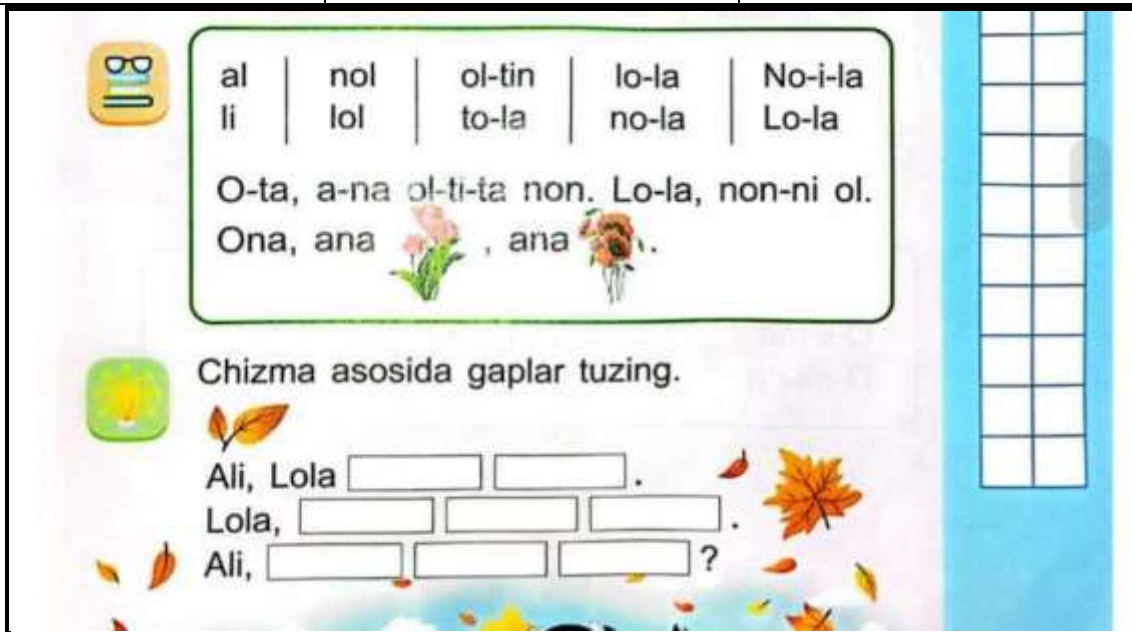 al | nol | ol-tin | lo-la | No-i-la
li | lol | to-la | no-la | Lo-la
O-ta, a-na ol-ti-ta non. Lo-la, non-ni ol.
Ona, ana , ana .
Chizma asosida gaplar tuzing.
Ali, Lola .
Lola, .
Ali, ?